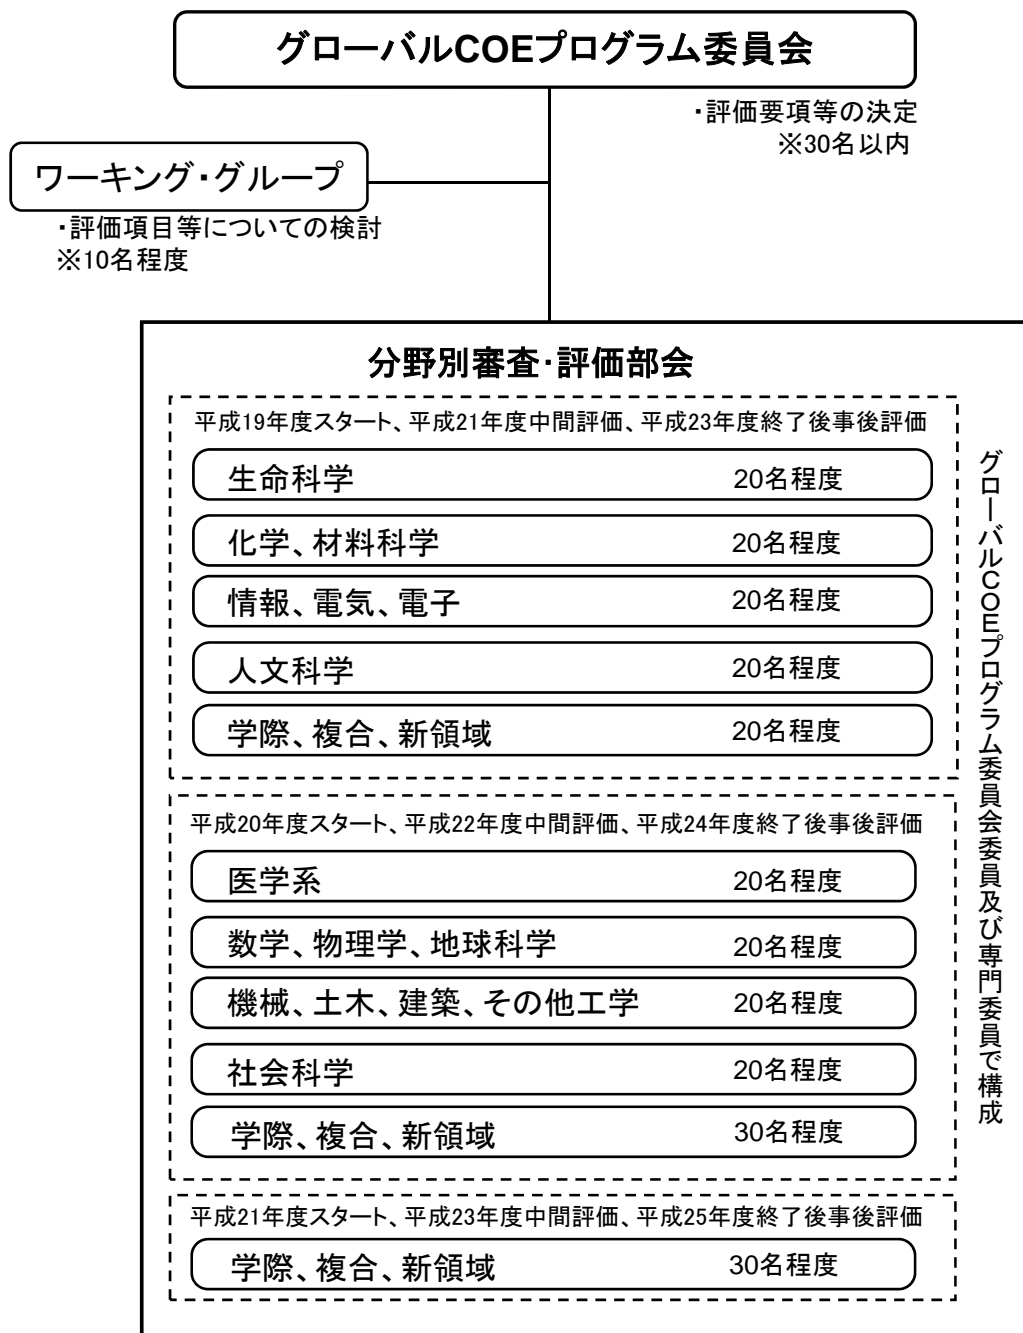 グローバルCOEプログラム委員会
・評価要項等の決定
※30名以内
ワーキング・グループ
・評価項目等についての検討
※10名程度
分野別審査・評価部会
平成19年度スタート、平成21年度中間評価、平成23年度終了後事後評価
生命科学 20名程度
化学、材料科学 20名程度
情報、電気、電子 20名程度
人文科学 20名程度
学際、複合、新領域 20名程度
平成20年度スタート、平成22年度中間評価、平成24年度終了後事後評価
医学系 20名程度
数学、物理学、地球科学 20名程度
機械、土木、建築、その他工学 20名程度
社会科学 20名程度
学際、複合、新領域 30名程度
平成21年度スタート、平成23年度中間評価、平成25年度終了後事後評価
学際、複合、新領域 30名程度
グローバルCOEプログラム委員会委員及び専門委員で構成